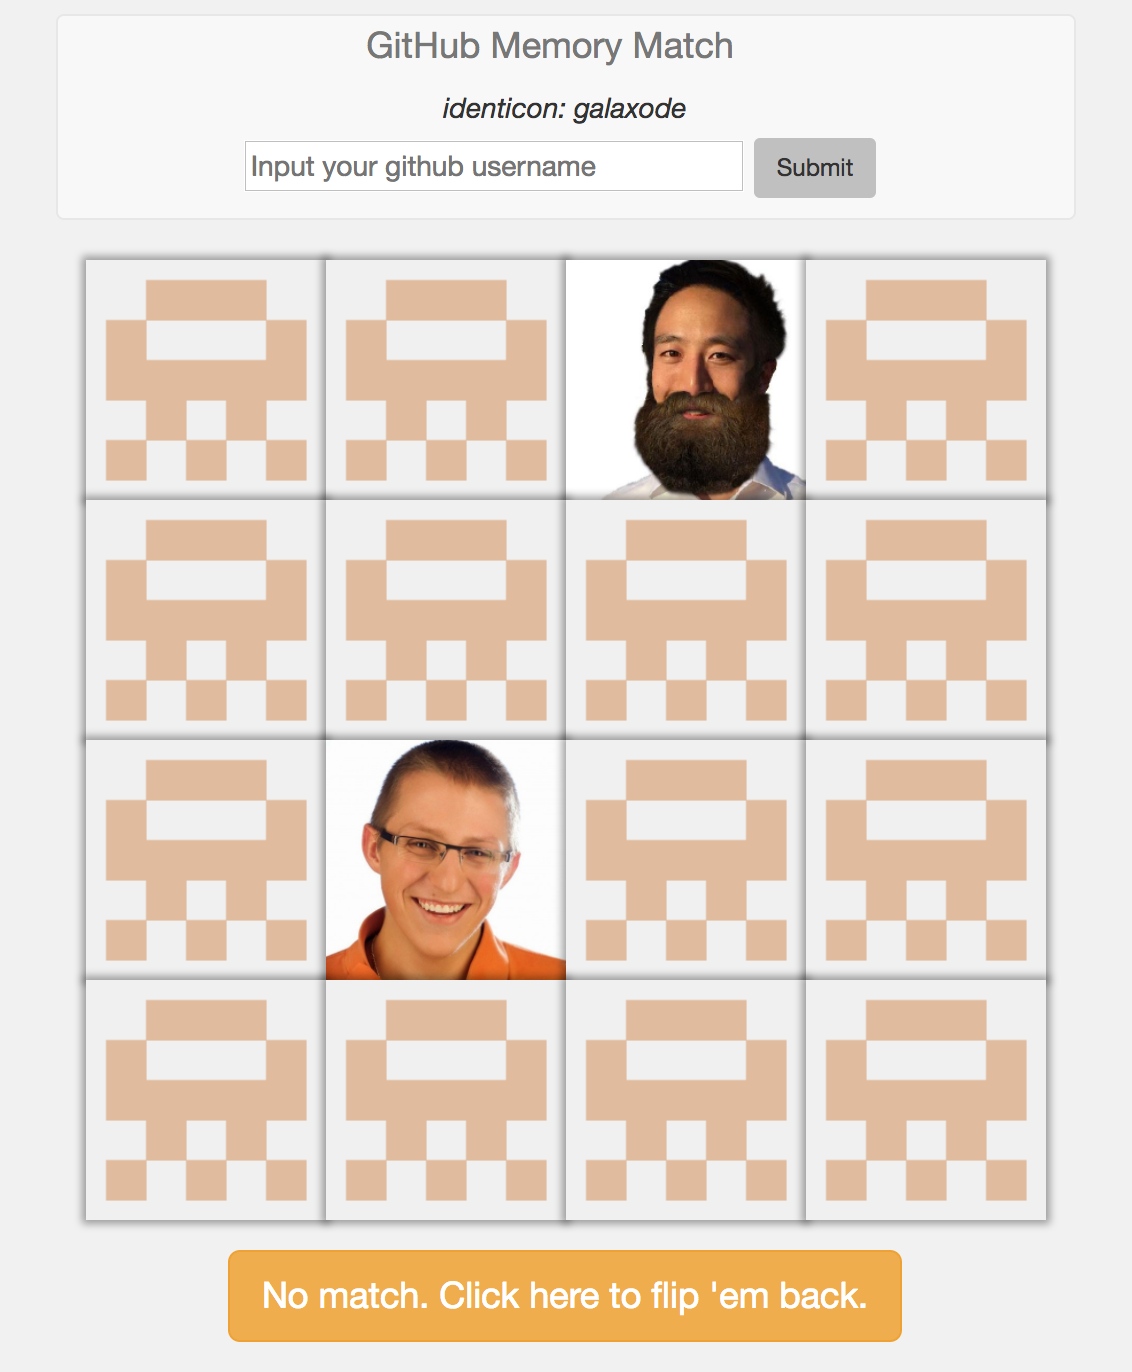 GitHub Memory Match
identicon: galaxode
Input your github username
Submit
No match. Click here to flip 'em back.